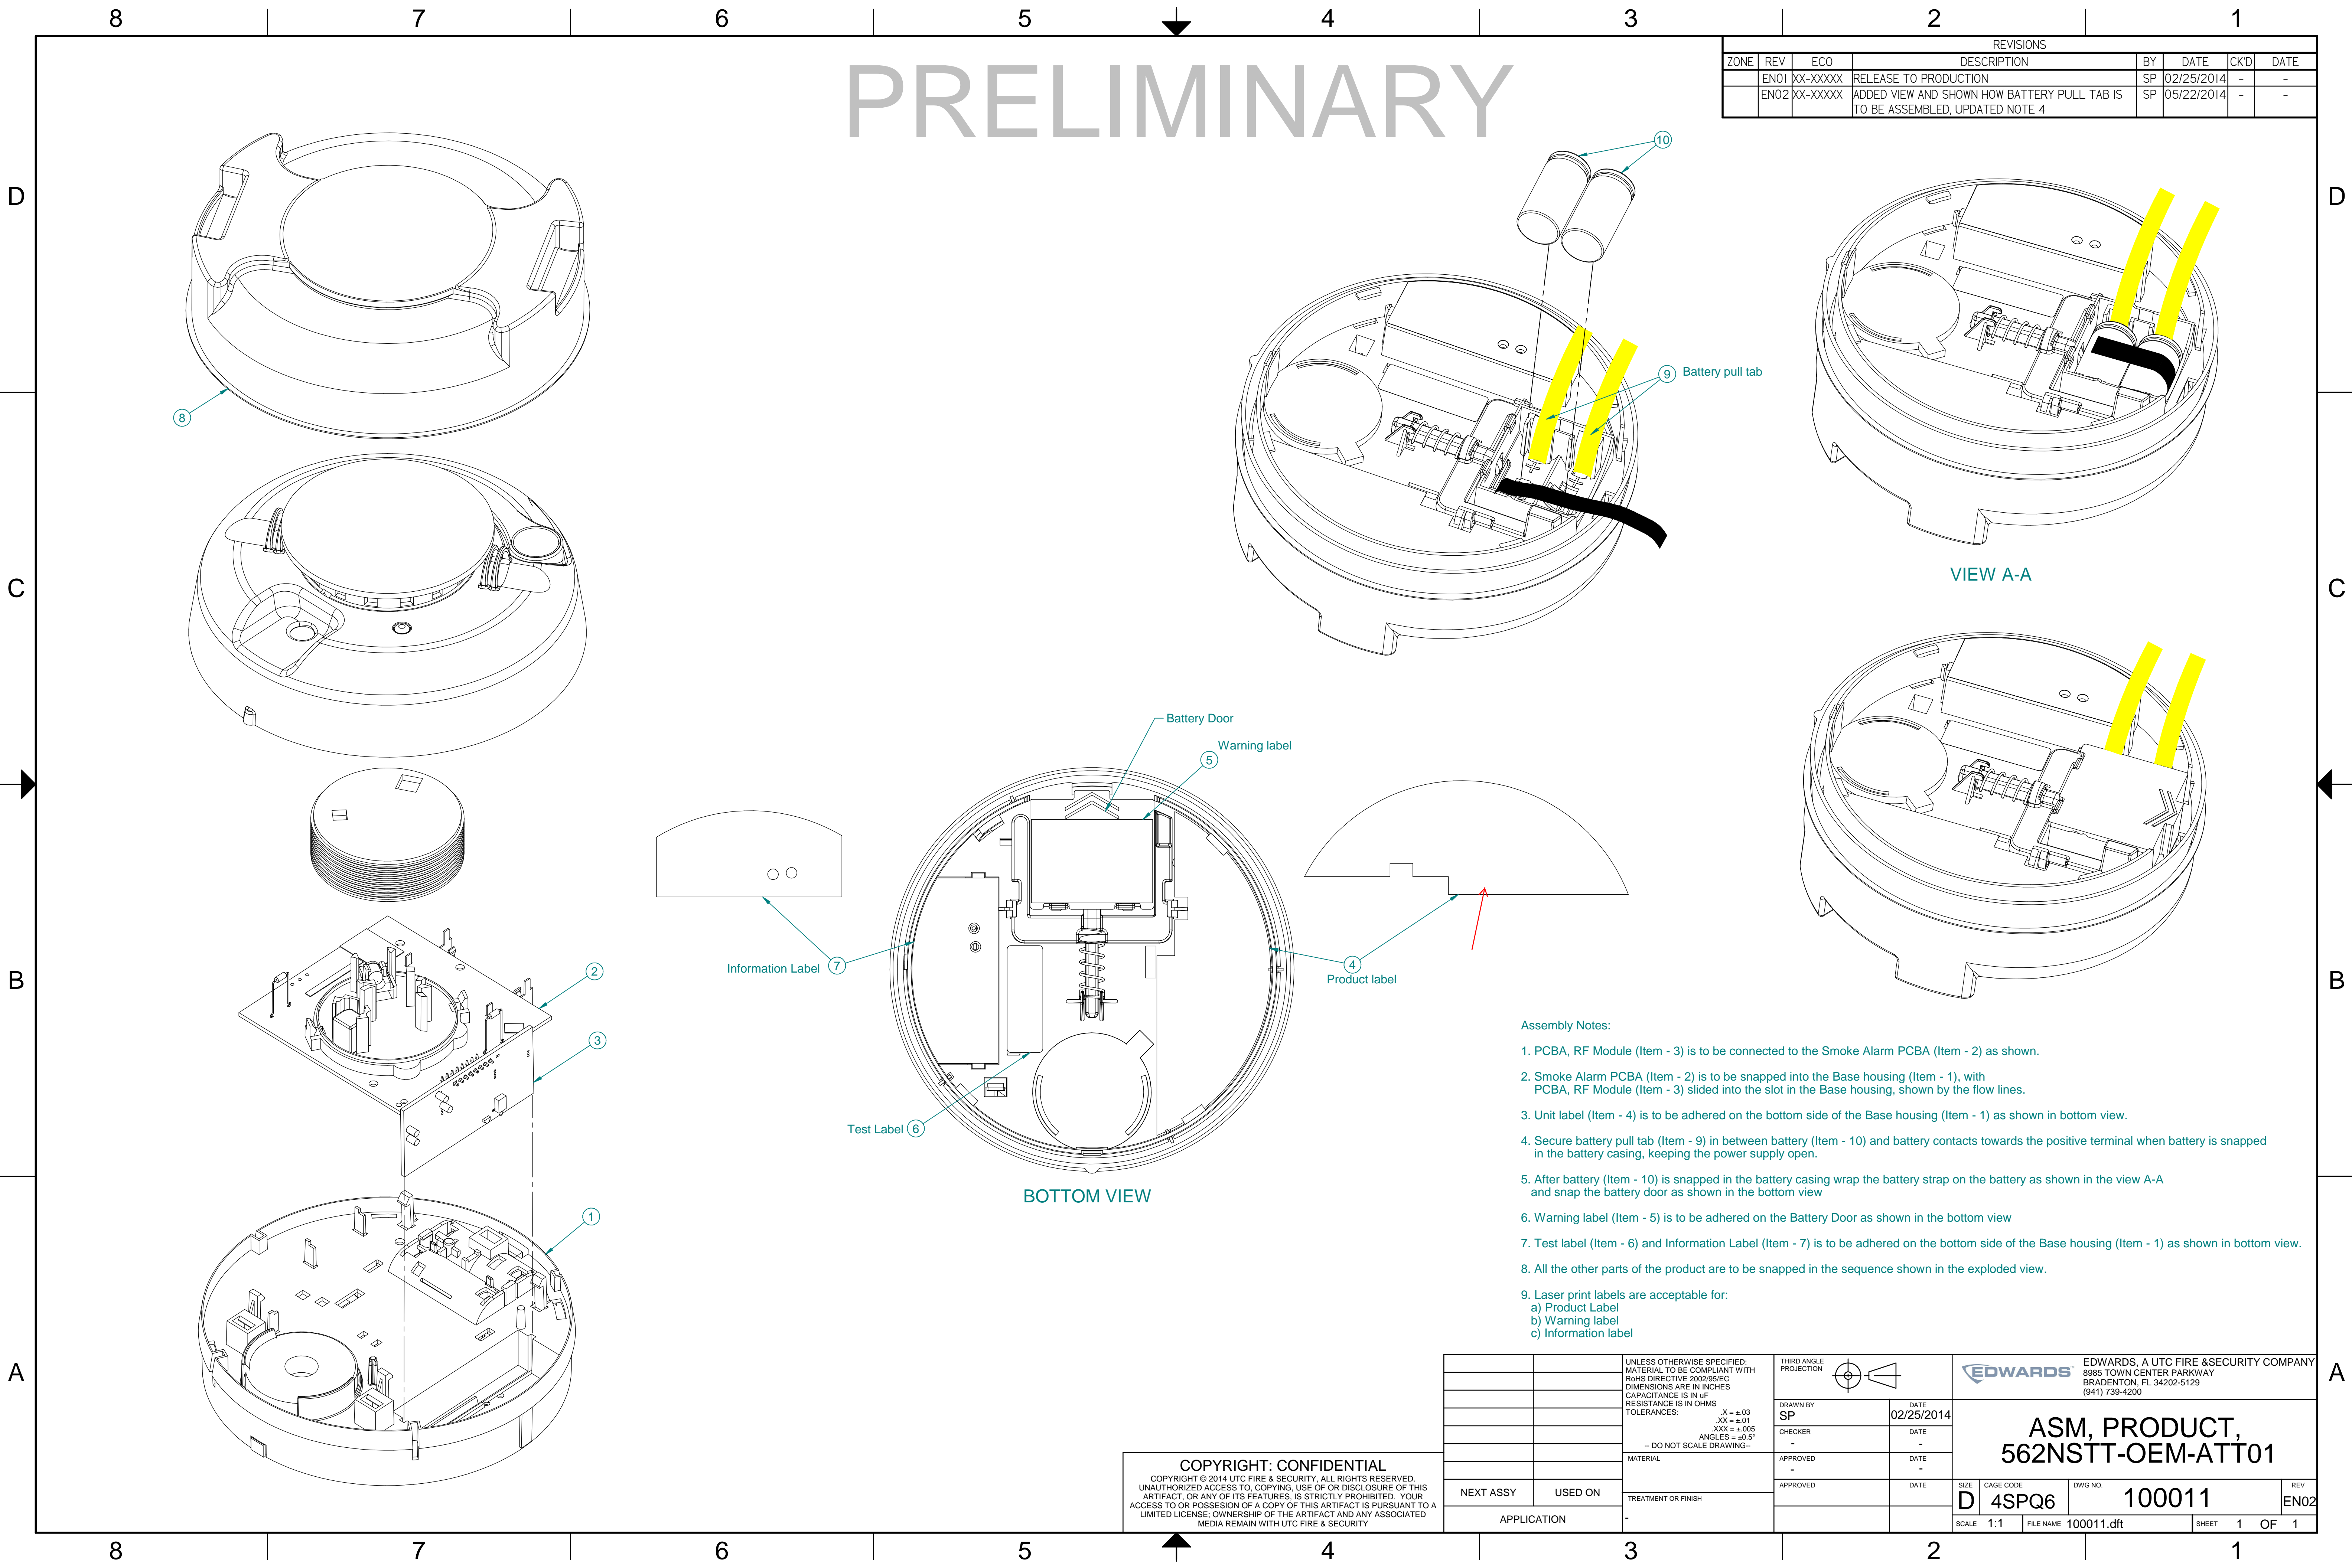 8 7 6 5 4 3 2 1
PRELIMINARY
REVISIONS
ZONE REV ECO DESCRIPTION BY DATE CK'D DATE
EN01 XX-XXXXX RELEASE TO PRODUCTION SP 02/25/2014 - -
EN02 XX-XXXXX ADDED VIEW AND SHOWN HOW BATTERY PULL TAB IS SP 05/22/2014 - -
TO BE ASSEMBLED, UPDATED NOTE 4
D D
10
9 Battery pull tab
8
VIEW A-A
C C
Battery Door
Warning label
5
Information Label 7
4
Product label
2
3
B B
Test Label 6
BOTTOM VIEW
1
Assembly Notes:
1. PCBA, RF Module (Item - 3) is to be connected to the Smoke Alarm PCBA (Item - 2) as shown.
2. Smoke Alarm PCBA (Item - 2) is to be snapped into the Base housing (Item - 1), with
PCBA, RF Module (Item - 3) slided into the slot in the Base housing, shown by the flow lines.
3. Unit label (Item - 4) is to be adhered on the bottom side of the Base housing (Item - 1) as shown in bottom view.
4. Secure battery pull tab (Item - 9) in between battery (Item - 10) and battery contacts towards the positive terminal when battery is snapped
in the battery casing, keeping the power supply open.
5. After battery (Item - 10) is snapped in the battery casing wrap the battery strap on the battery as shown in the view A-A
and snap the battery door as shown in the bottom view
6. Warning label (Item - 5) is to be adhered on the Battery Door as shown in the bottom view
7. Test label (Item - 6) and Information Label (Item - 7) is to be adhered on the bottom side of the Base housing (Item - 1) as shown in bottom view.
8. All the other parts of the product are to be snapped in the sequence shown in the exploded view.
9. Laser print labels are acceptable for:
a) Product Label
b) Warning label
c) Information label
A A
COPYRIGHT: CONFIDENTIAL
COPYRIGHT © 2014 UTC FIRE & SECURITY, ALL RIGHTS RESERVED.
UNAUTHORIZED ACCESS TO, COPYING, USE OF OR DISCLOSURE OF THIS
ARTIFACT, OR ANY OF ITS FEATURES, IS STRICTLY PROHIBITED. YOUR
ACCESS TO OR POSSESION OF A COPY OF THIS ARTIFACT IS PURSUANT TO A
LIMITED LICENSE; OWNERSHIP OF THE ARTIFACT AND ANY ASSOCIATED
MEDIA REMAIN WITH UTC FIRE & SECURITY
NEXT ASSY USED ON
APPLICATION
UNLESS OTHERWISE SPECIFIED:
MATERIAL TO BE COMPLIANT WITH
RoHS DIRECTIVE 2002/95/EC
DIMENSIONS ARE IN INCHES
CAPACITANCE IS IN uF
RESISTANCE IS IN OHMS
TOLERANCES: .X = ±.03
.XX = ±.01
.XXX = ±.005
ANGLES = ±0.5°
-- DO NOT SCALE DRAWING--
MATERIAL
TREATMENT OR FINISH
-
THIRD ANGLE
PROJECTION
DRAWN BY DATE
SP 02/25/2014
CHECKER DATE
- -
APPROVED DATE
- -
APPROVED DATE
EDWARDS
EDWARDS, A UTC FIRE &SECURITY COMPANY
8985 TOWN CENTER PARKWAY
BRADENTON, FL 34202-5129
(941) 739-4200
ASM, PRODUCT,
562NSTT-OEM-ATT01
SIZE CAGE CODE DWG NO. REV
D 4SPQ6 100011 EN02
SCALE 1:1 FILE NAME 100011.dft SHEET 1 OF 1
8 7 6 5 4 3 2 1